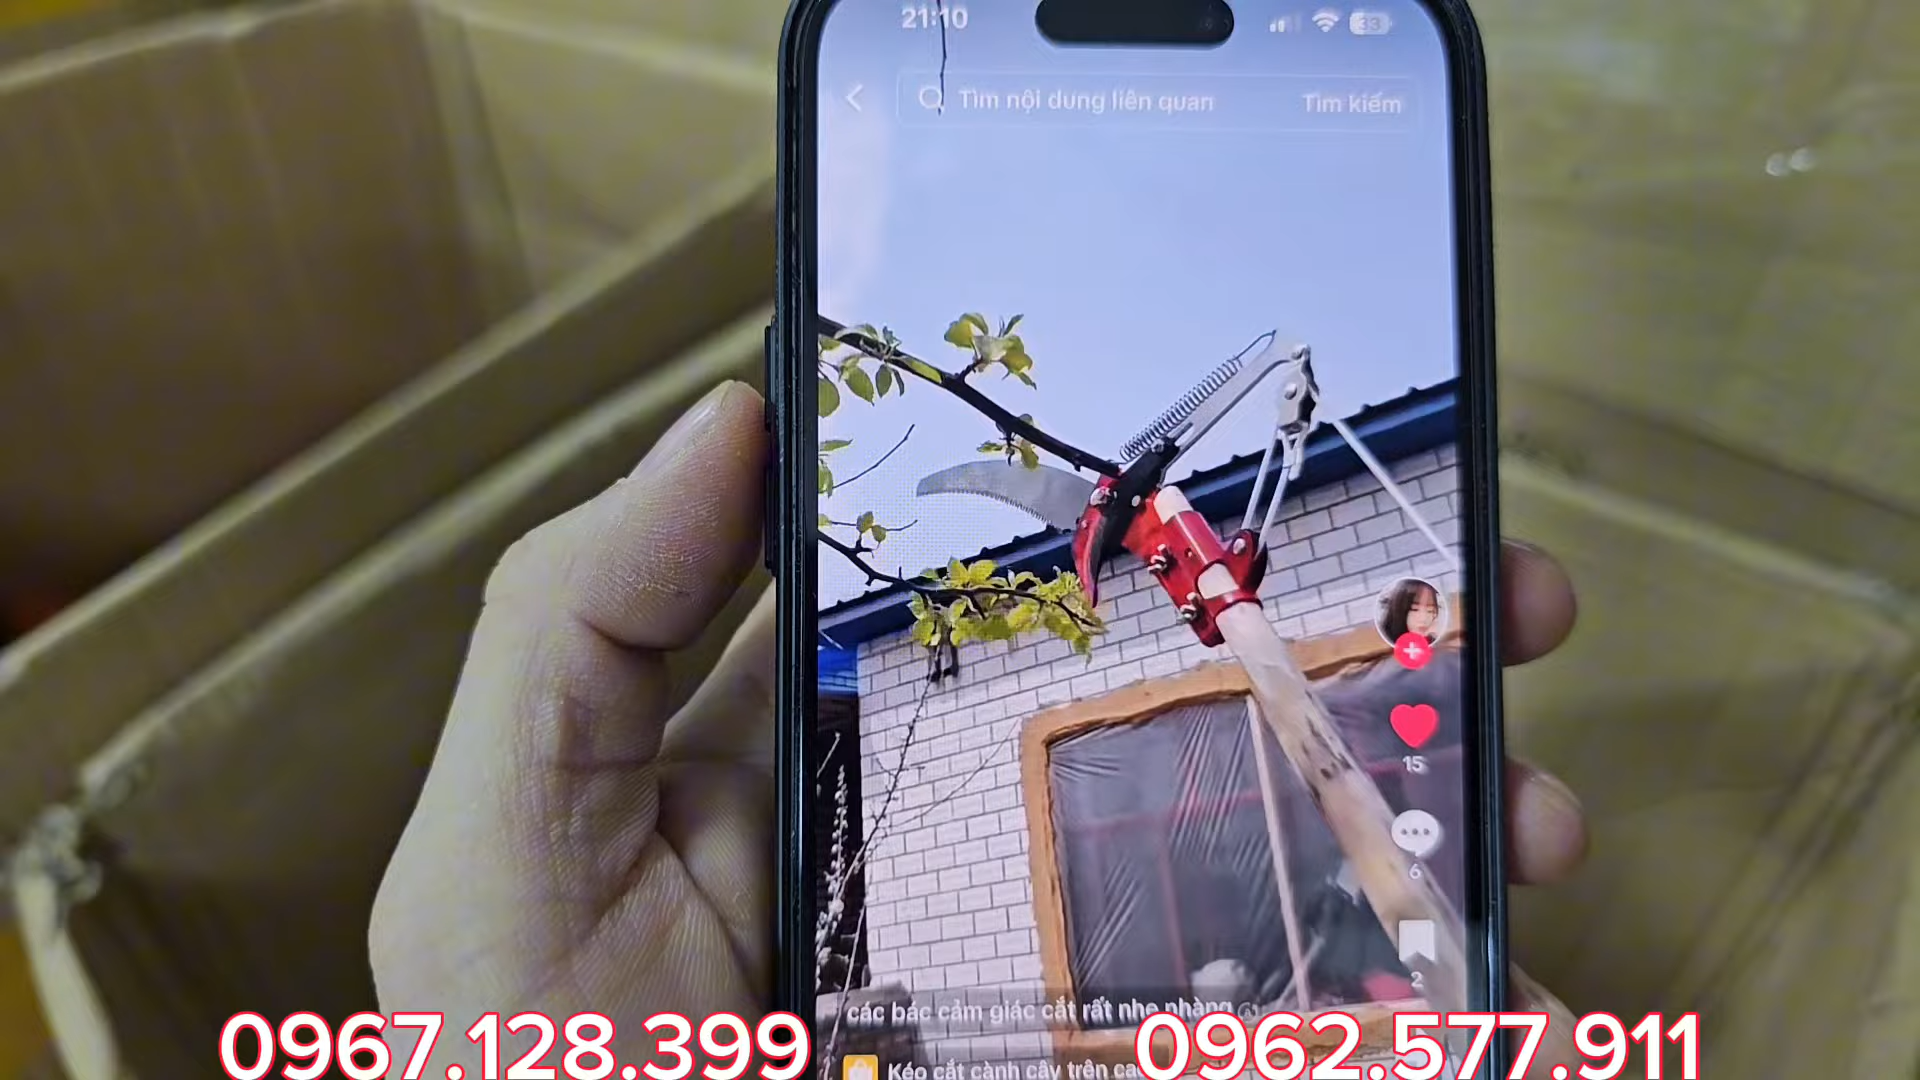 21:10
33
Tìm nội dung liên quan
Tìm kiếm
15
6
2
các bác cảm giác cắt rất nhẹ nhàng
Kéo cắt cành cây trên
0967.128.399
0962.577.911